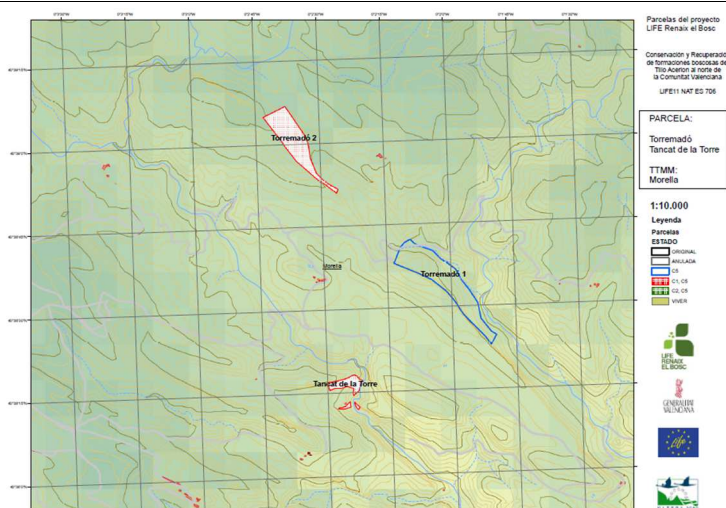 Parcelas del proyecto
LIFE Renaix el Bosc
Conservación y Recuperació
de formaciones boscosas de
Tilio Acerion al norte de
la Comunitat Valenciana
LIFE11 NAT ES 706
PARCELA:
Torremadó
Tancat de la Torre
TTMM:
Morella
1:10.000
Leyenda
Parcelas
ESTADO
ORIGINAL
ANULADA
C5
C1, C5
C2, C5
VIVER
LIFE
RENAIX
EL BOSC
GENERALITAT
VALENCIANA
Life
Torremadó 2
Morella
Torremadó 1
Tancat de la Torre